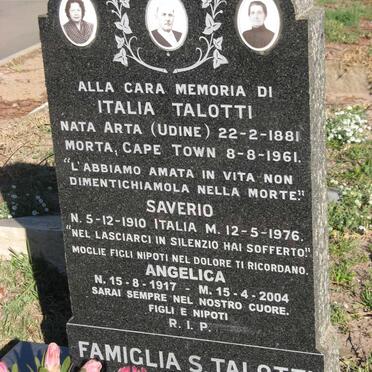 ALLA CARA MEMORIA DI
ITALIA TALOTTI
NATA ARTA (UDINE) 22-2-1881
MORTA, CAPE TOWN 8-8-1961.
"L'ABBIAMO AMATA IN VITA NON
DIMENTICHIAMOLA NELLA MORTE."
SAVERIO
N. 5-12-1910 ITALIA M. 12-5-1976.
"NEL LASCIARCI IN SILENZIO HAI SOFFERTO!"
MOGLIE FIGLI NIPOTI NEL DOLORE TI RICORDANO.
ANGELICA
N. 15-8-1917 - M. 15-4-2004
SARAI SEMPRE NEL NOSTRO CUORE.
FIGLI E NIPOTI
R. I. P.
FAMIGLIA S. TALOTTI